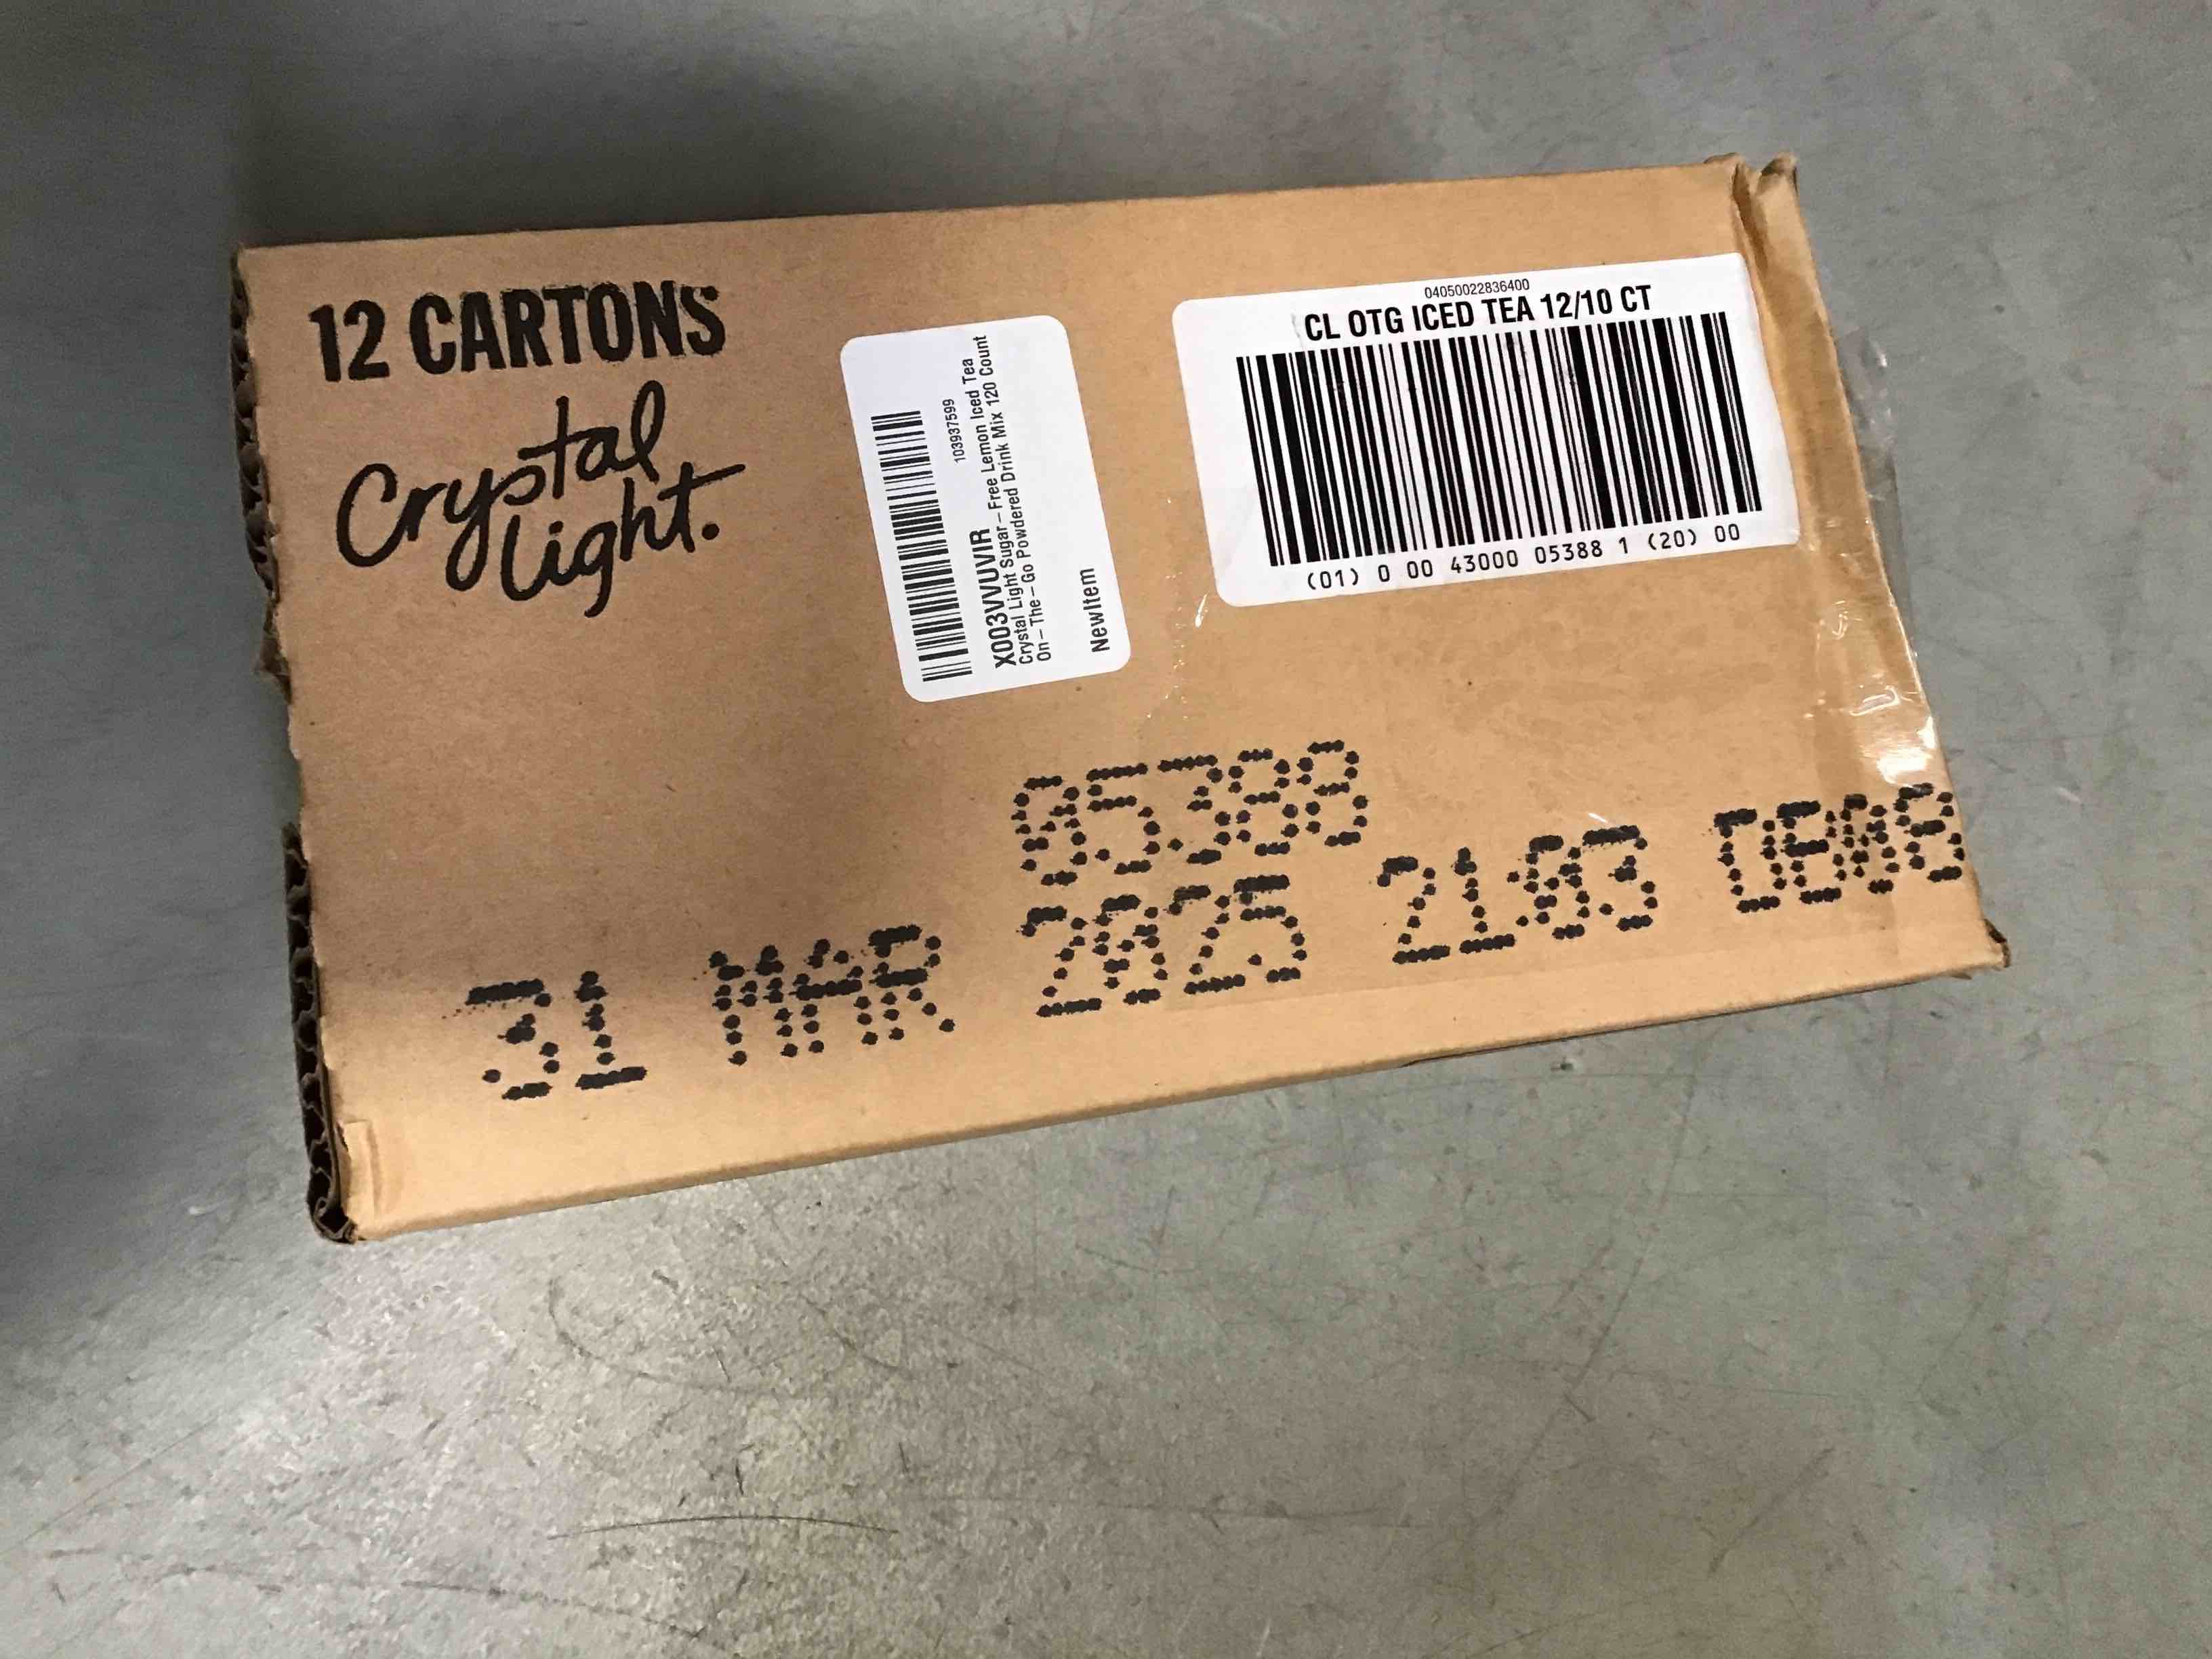 12 CARTONS
Crystal
Light.
X003VVUVIR
103937599
Crystal Light Sugar-Free Lemon Iced Tea
On-The-Go Powdered Drink Mix 120 Count
NewItem
04050022836400
CL OTG ICED TEA 12/10 CT
(01) 0 00 43000 05388 1 (20) 00
05388
31 MAR 2025 21:03